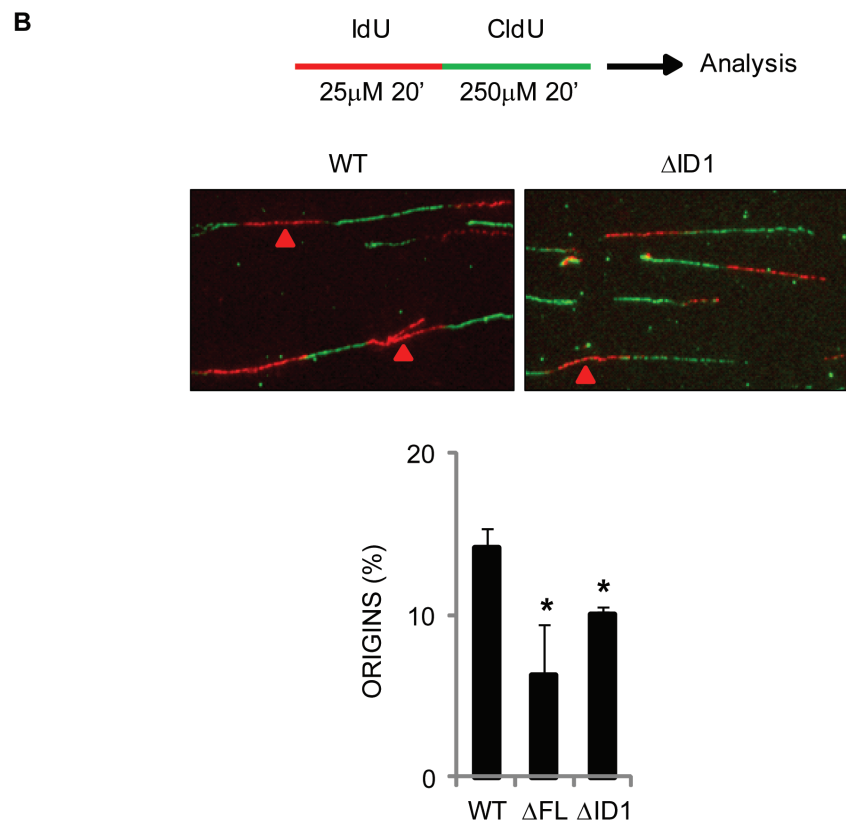 B
IdU CldU
25μM 20' 250μM 20' Analysis
WT ΔID1
20
10
0
ORIGINS (%)
* *
WT ΔFL ΔID1